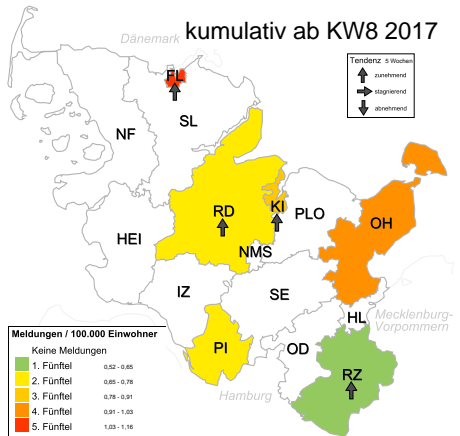 kumulativ ab KW8 2017
Dänemark
Tendenz 5 Wochen
zunehmend
stagnierend
abnehmend
FL
SL
NF
RD
KI
PLO
OH
HEI
NMS
IZ
SE
HL
Mecklenburg-
Vorpommern
PI
OD
RZ
Hamburg
Meldungen / 100.000 Einwohner
Keine Meldungen
1. Fünftel 0,52 - 0,65
2. Fünftel 0,65 - 0,78
3. Fünftel 0,78 - 0,91
4. Fünftel 0,91 - 1,03
5. Fünftel 1,03 - 1,16